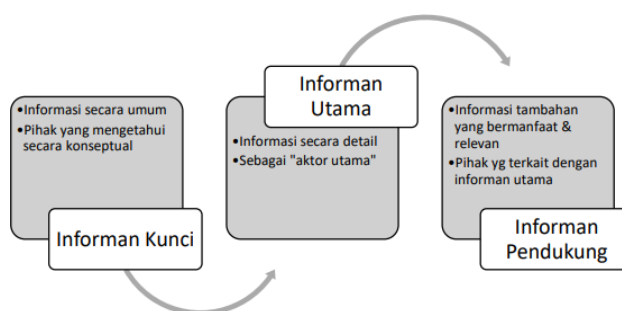 •Informasi secara umum
•Pihak yang mengetahui
secara konseptual
Informan Kunci
Informan
Utama
•Informasi secara detail
•Sebagai "aktor utama"
•Informasi tambahan
yang bermanfaat &
relevan
•Pihak yg terkait dengan
informan utama
Informan
Pendukung